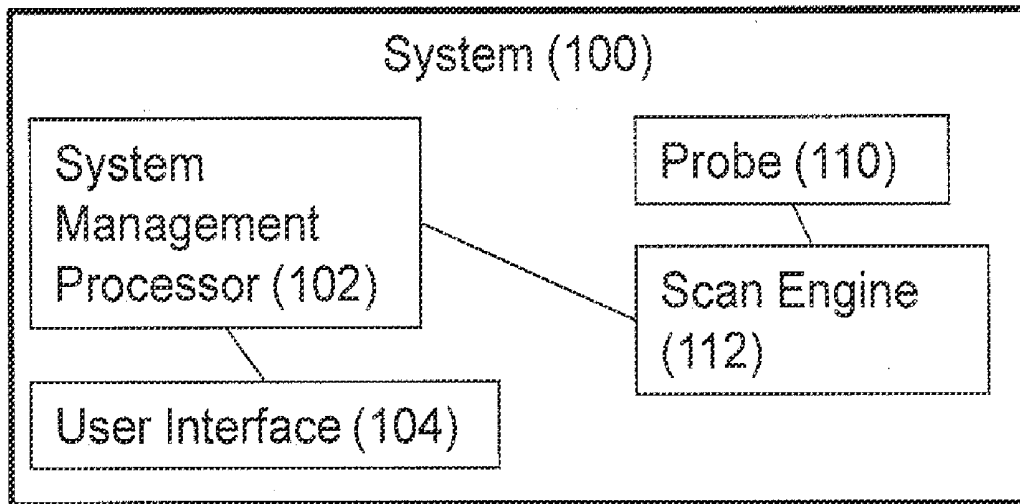 System (100)
System
Management
Processor (102)
Probe (110)
Scan Engine
(112)
User Interface (104)